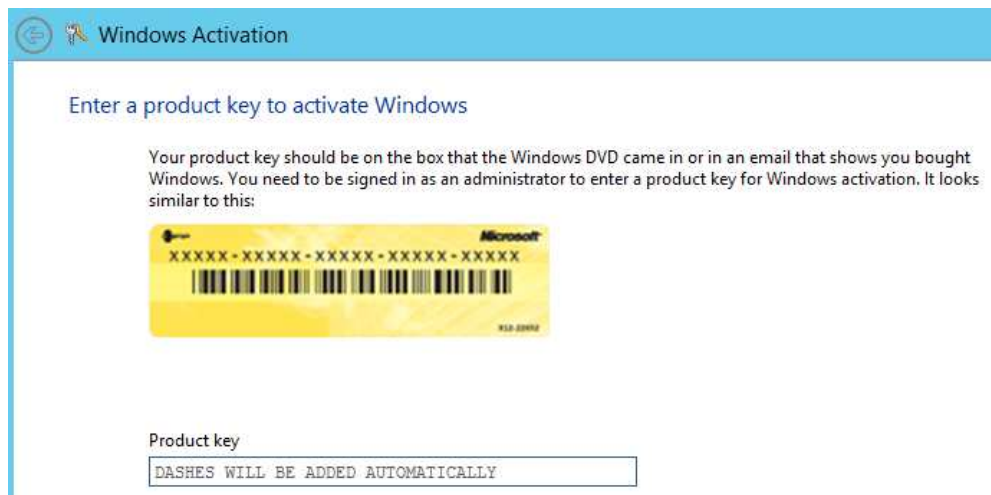 Windows Activation
Enter a product key to activate Windows
Your product key should be on the box that the Windows DVD came in or in an email that shows you bought
Windows. You need to be signed in as an administrator to enter a product key for Windows activation. It looks
similar to this:
Microsoft
XXXXX-XXXXX-XXXXX-XXXXX-XXXXX
Product key
DASHES WILL BE ADDED AUTOMATICALLY